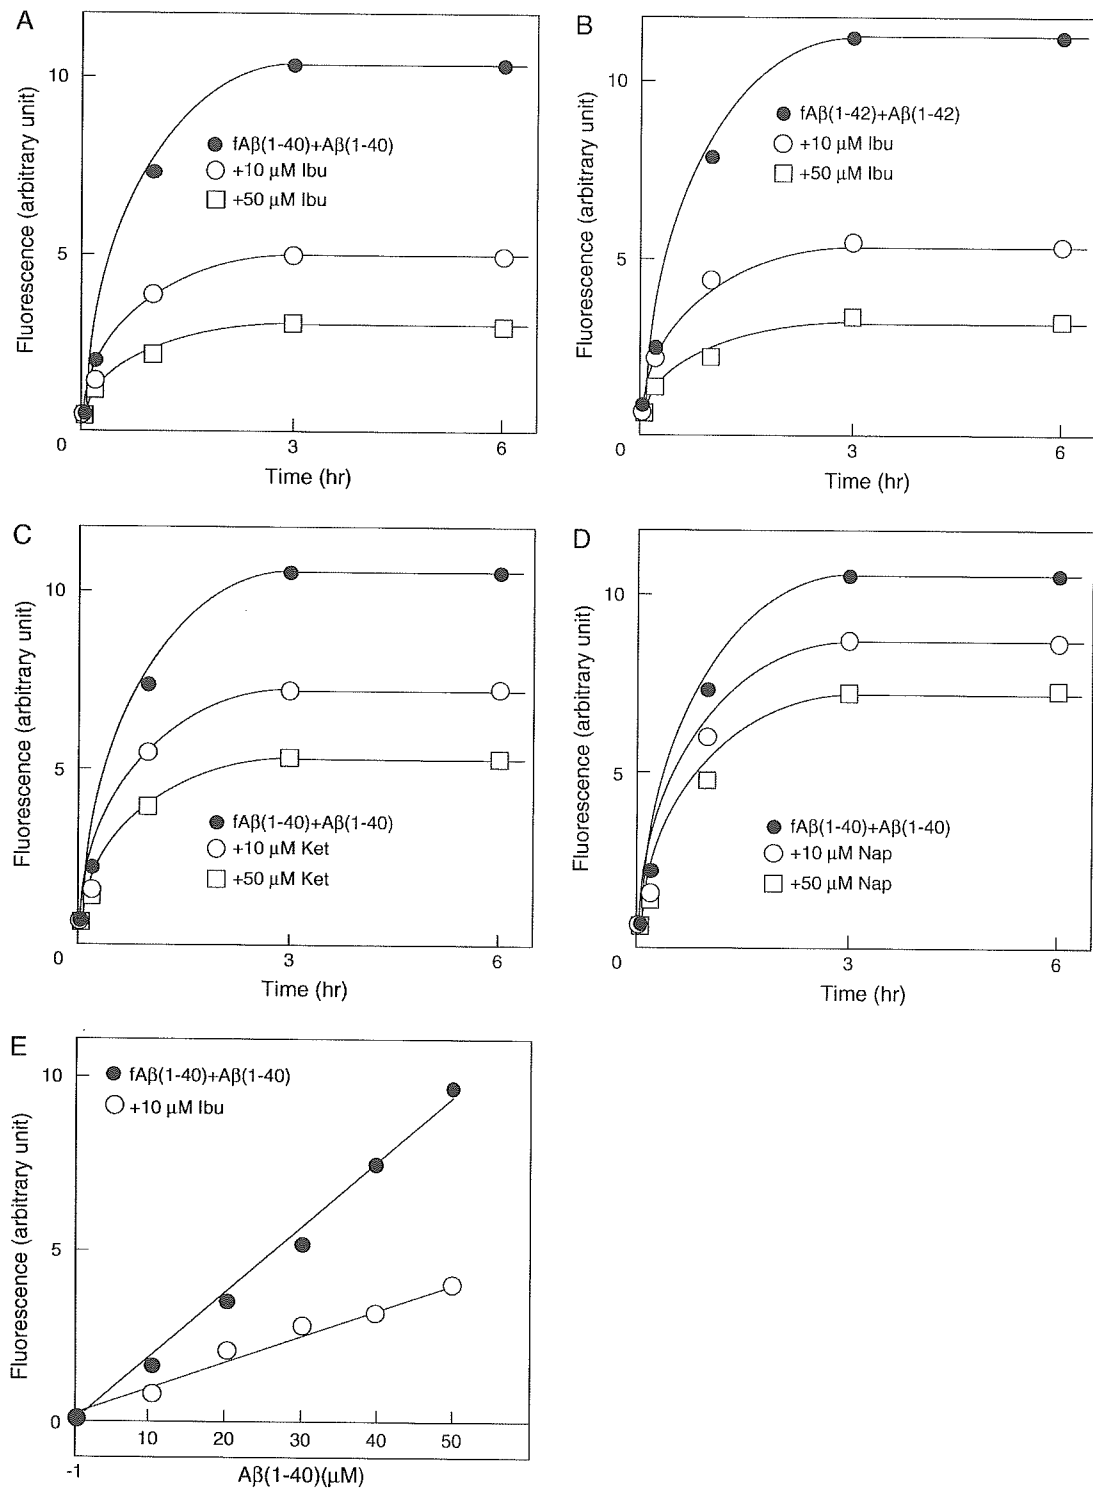 A
Fluorescence (arbitrary unit)
10
5
0
fAβ(1-40)+Aβ(1-40)
+10 μM Ibu
+50 μM Ibu
3
6
Time (hr)
B
Fluorescence (arbitrary unit)
10
5
0
fAβ(1-42)+Aβ(1-42)
+10 μM Ibu
+50 μM Ibu
3
6
Time (hr)
C
Fluorescence (arbitrary unit)
10
5
0
fAβ(1-40)+Aβ(1-40)
+10 μM Ket
+50 μM Ket
3
6
Time (hr)
D
Fluorescence (arbitrary unit)
10
5
0
fAβ(1-40)+Aβ(1-40)
+10 μM Nap
+50 μM Nap
3
6
Time (hr)
E
Fluorescence (arbitrary unit)
10
5
0
-1
fAβ(1-40)+Aβ(1-40)
+10 μM Ibu
10
20
30
40
50
Aβ(1-40)(μM)